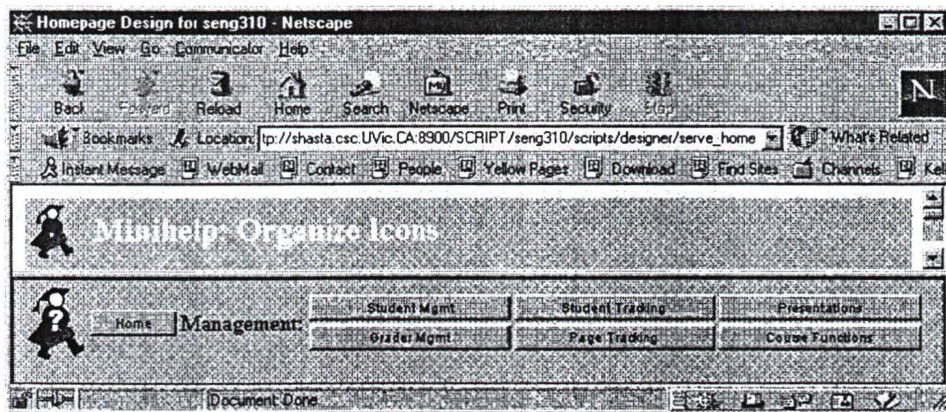 Homepage Design for seng310 - Netscape
File Edit View Go Communicator Help
Back Forward Reload Home Search Netscape Print Security Stop
Bookmarks Location: tp://shasta.csc.UVic.CA:8900/SCRIPT/seng310/scripts/designer/serve_home What's Related
Instant Message WebMail Contact People Yellow Pages Download Find Sites Channels Kel
Minihelp: Organize Icons
Home Management: Student Mgmt Student Tracking Presentations
Grader Mgmt Page Tracking Course Functions
Document: Done